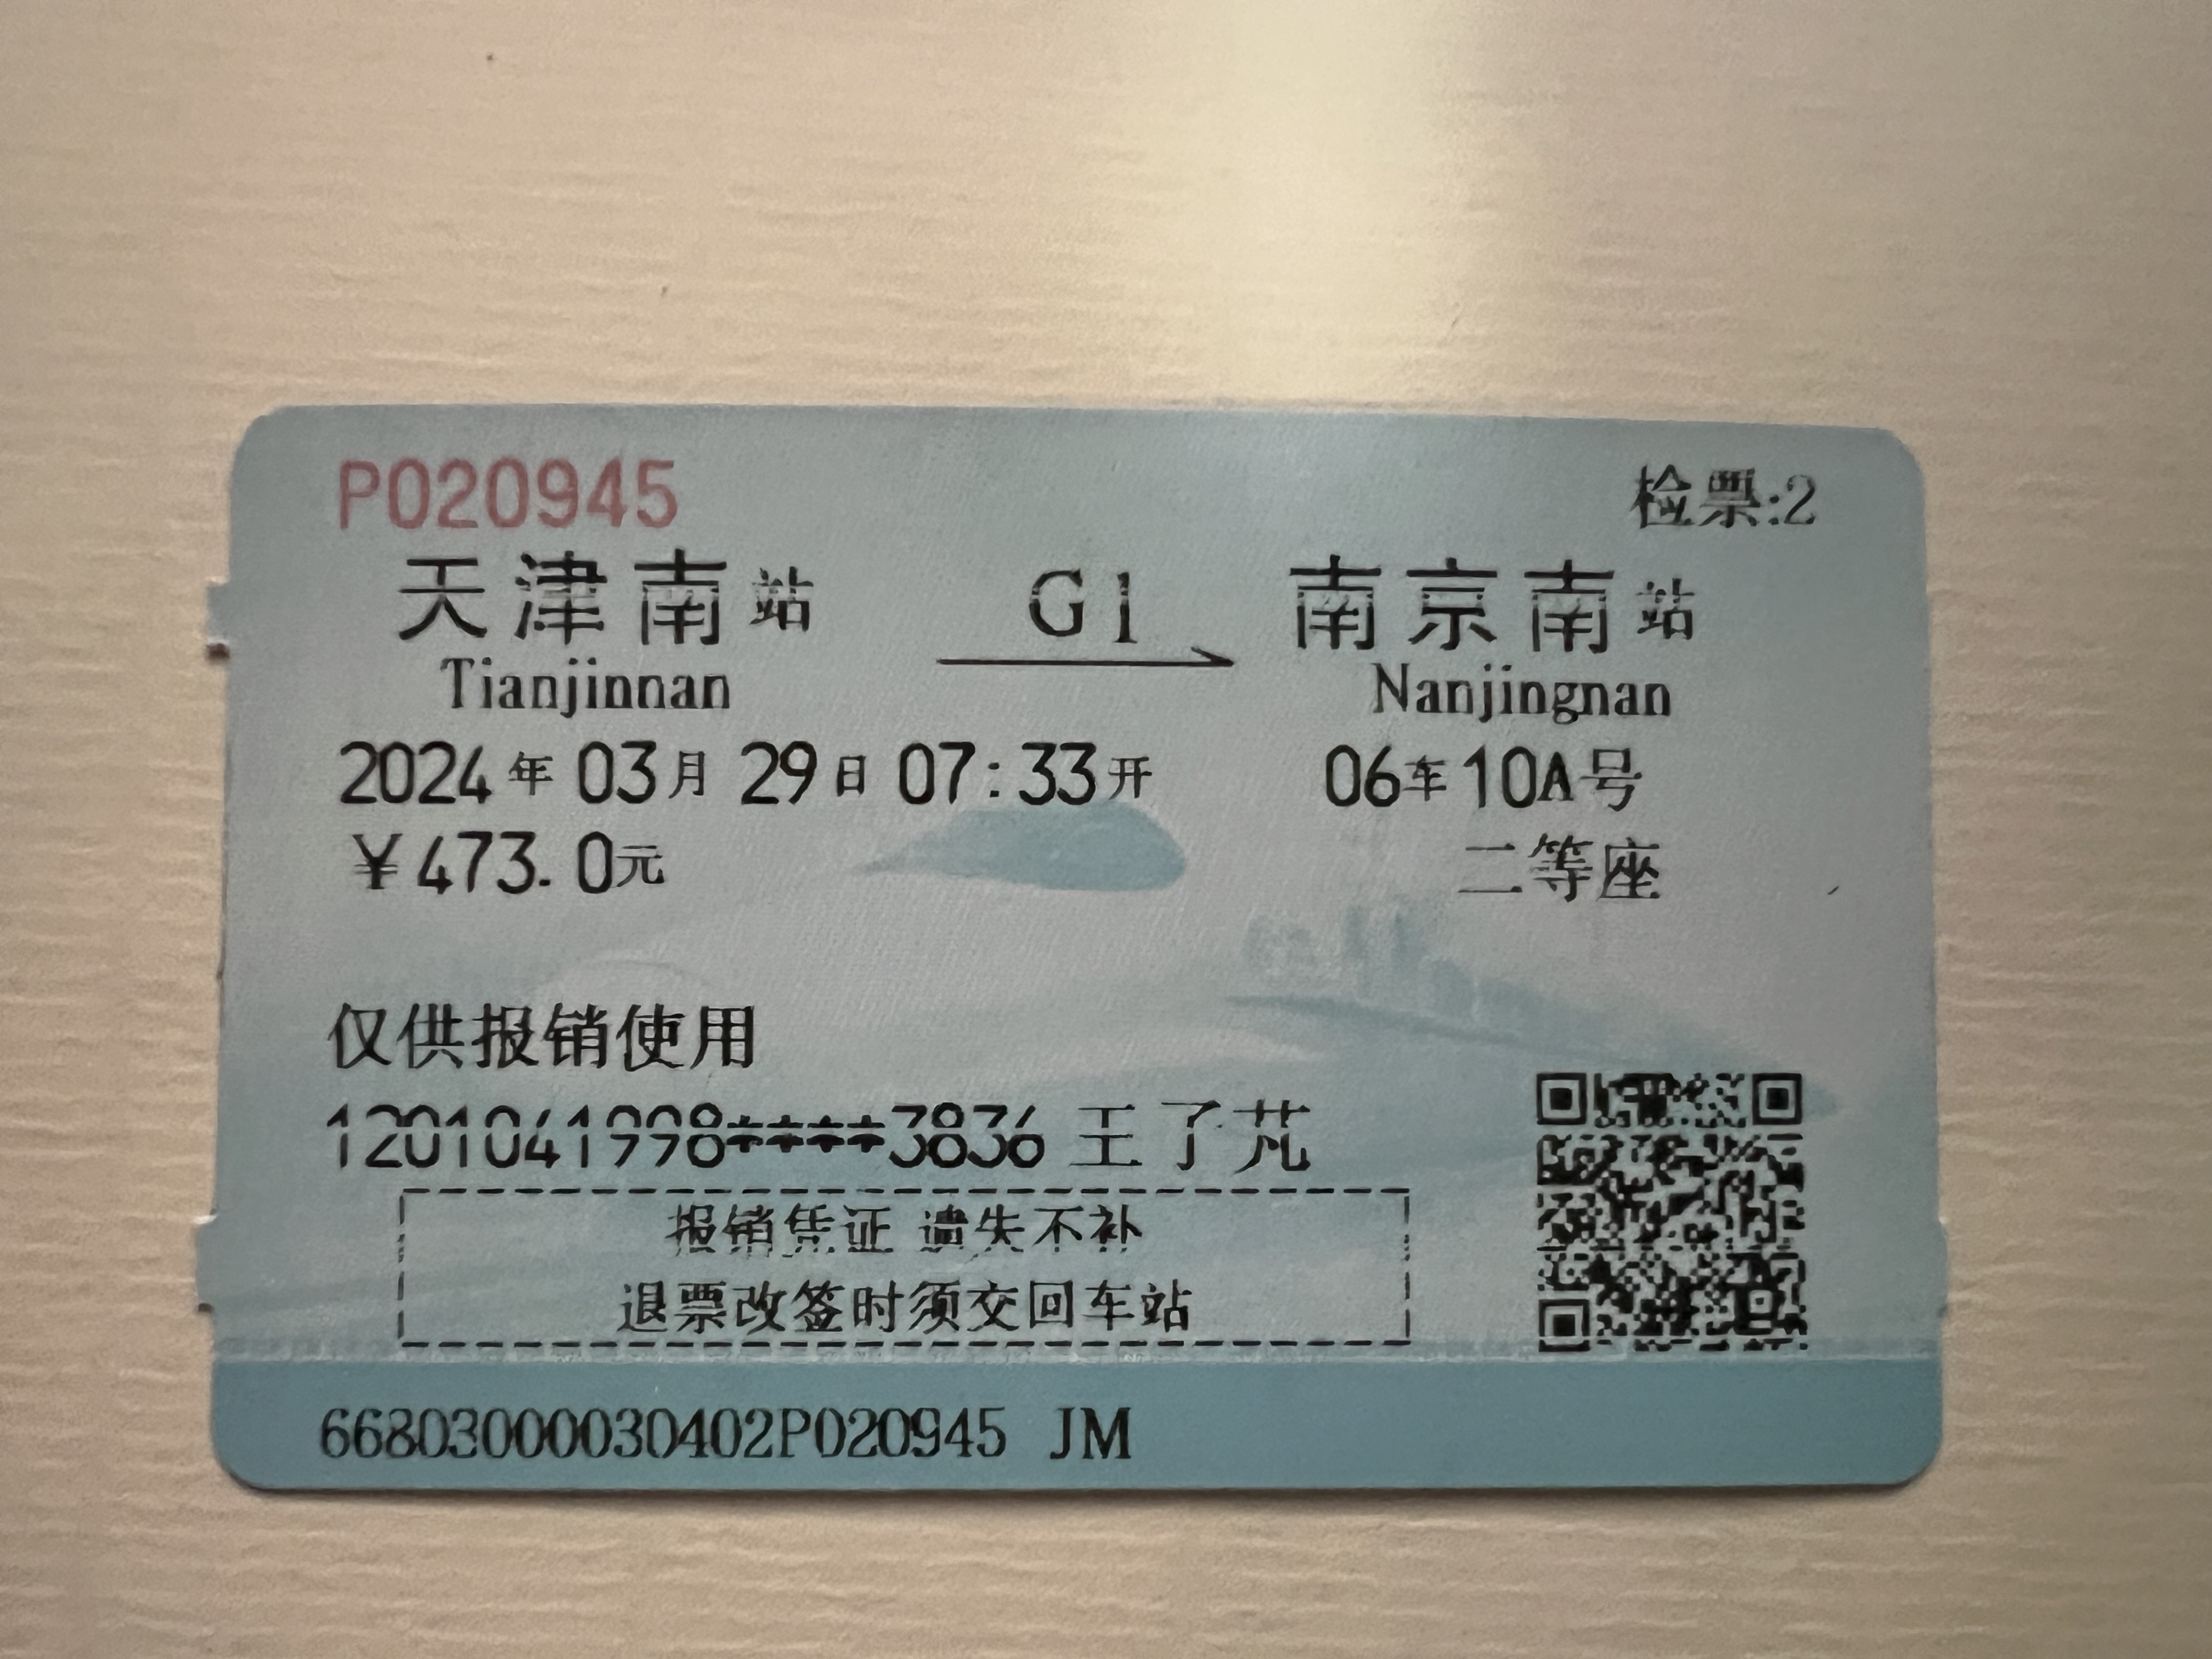 P020945 检票:2
天津南站 G1 南京南站
Tianjinnan Nanjingnan
2024年03月29日07:33开 06车10A号
¥473.0元 二等座
仅供报销使用
1201041998****3836 王了芃
报销凭证 遗失不补
退票改签时须交回车站
66803000030402P020945 JM